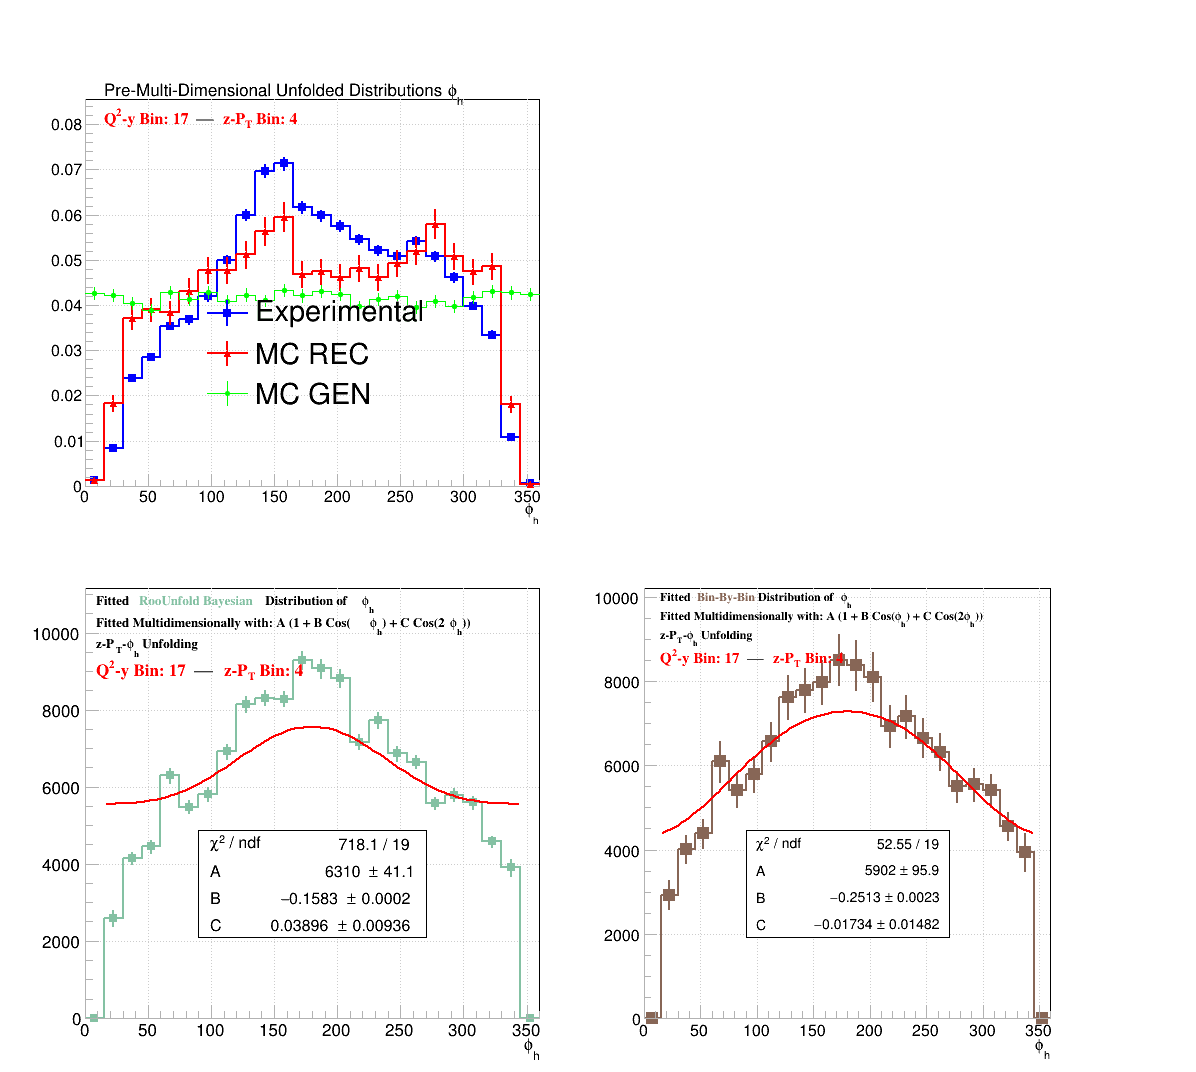 Pre-Multi-Dimensional Unfolded Distributions ϕh
Q2-y Bin: 17 — z-PT Bin: 4
0.08
0.07
0.06
0.05
0.04
0.03
0.02
0.01
0
Experimental
MC REC
MC GEN
0 50 100 150 200 250 300 350
ϕh
Fitted RooUnfold Bayesian Distribution of ϕh
Fitted Multidimensionally with: A (1 + B Cos(ϕh) + C Cos(2 ϕh))
z-PT-ϕh Unfolding
Q2-y Bin: 17 — z-PT Bin: 4
10000
8000
6000
4000
2000
0
χ2 / ndf 718.1 / 19
A 6310 ± 41.1
B −0.1583 ± 0.0002
C 0.03896 ± 0.00936
0 50 100 150 200 250 300 350
ϕh
Fitted Bin-By-Bin Distribution of ϕh
Fitted Multidimensionally with: A (1 + B Cos(ϕh) + C Cos(2ϕh))
z-PT-ϕh Unfolding
Q2-y Bin: 17 — z-PT Bin: 4
10000
8000
6000
4000
2000
0
χ2 / ndf 52.55 / 19
A 5902 ± 95.9
B −0.2513 ± 0.0023
C −0.01734 ± 0.01482
0 50 100 150 200 250 300 350
ϕh